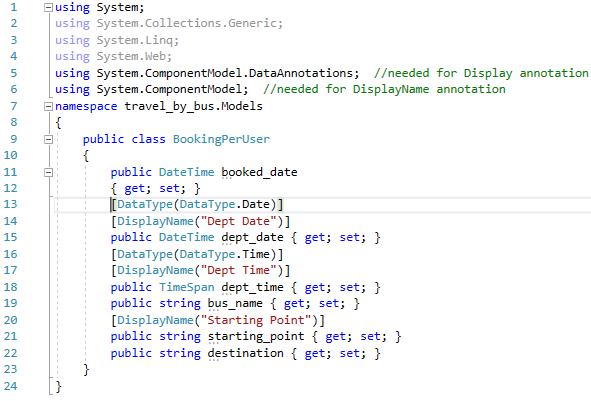 1 using System;
2 using System.Collections.Generic;
3 using System.Linq;
4 using System.Web;
5 using System.ComponentModel.DataAnnotations;  //needed for Display annotation
6 using System.ComponentModel;  //needed for DisplayName annotation
7 namespace travel_by_bus.Models
8 {
9     public class BookingPerUser
10     {
11         public DateTime booked_date
12         { get; set; }
13         [DataType(DataType.Date)]
14         [DisplayName("Dept Date")]
15         public DateTime dept_date { get; set; }
16         [DataType(DataType.Time)]
17         [DisplayName("Dept Time")]
18         public TimeSpan dept_time { get; set; }
19         public string bus_name { get; set; }
20         [DisplayName("Starting Point")]
21         public string starting_point { get; set; }
22         public string destination { get; set; }
23     }
24 }